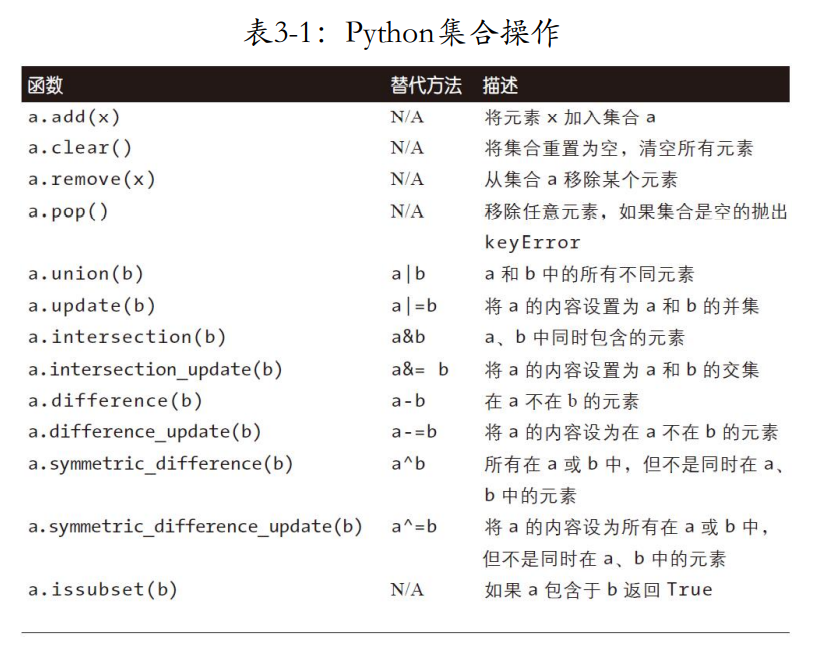 表3-1：Python集合操作
函数 替代方法 描述
a.add(x) N/A 将元素 x 加入集合 a
a.clear() N/A 将集合重置为空，清空所有元素
a.remove(x) N/A 从集合 a 移除某个元素
a.pop() N/A 移除任意元素，如果集合是空的抛出
keyError
a.union(b) a|b a 和 b 中的所有不同元素
a.update(b) a|=b 将 a 的内容设置为 a 和 b 的并集
a.intersection(b) a&b a、b 中同时包含的元素
a.intersection_update(b) a&= b 将 a 的内容设置为 a 和 b 的交集
a.difference(b) a-b 在 a 不在 b 的元素
a.difference_update(b) a-=b 将 a 的内容设为在 a 不在 b 的元素
a.symmetric_difference(b) a^b 所有在 a 或 b 中，但不是同时在 a、
b 中的元素
a.symmetric_difference_update(b) a^=b 将 a 的内容设为所有在 a 或 b 中，
但不是同时在 a、b 中的元素
a.issubset(b) N/A 如果 a 包含于 b 返回 True